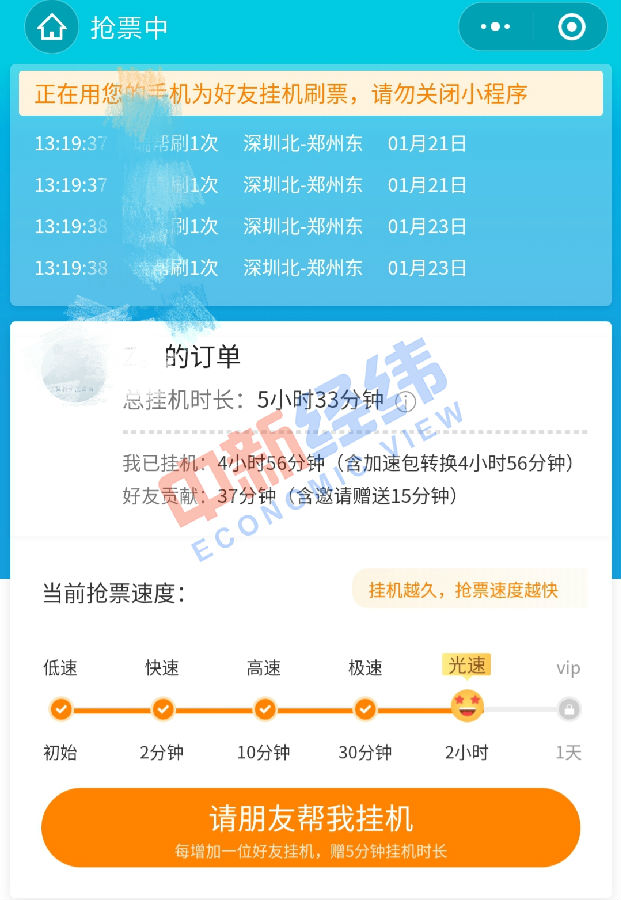 抢票中
正在用您的手机为好友挂机刷票，请勿关闭小程序
13:19:37 帮刷1次 深圳北-郑州东 01月21日
13:19:37 刷1次 深圳北-郑州东 01月21日
13:19:38 刷1次 深圳北-郑州东 01月23日
13:19:38 帮刷1次 深圳北-郑州东 01月23日
的订单
总挂机时长：5小时33分钟
我已挂机：4小时56分钟（含加速包转换4小时56分钟）
好友贡献：37分钟（含邀请赠送15分钟）
中新经纬
ECONOMIC VIEW
当前抢票速度：
挂机越久，抢票速度越快
低速 快速 高速 极速 光速 vip
初始 2分钟 10分钟 30分钟 2小时 1天
请朋友帮我挂机
每增加一位好友挂机，赠5分钟挂机时长